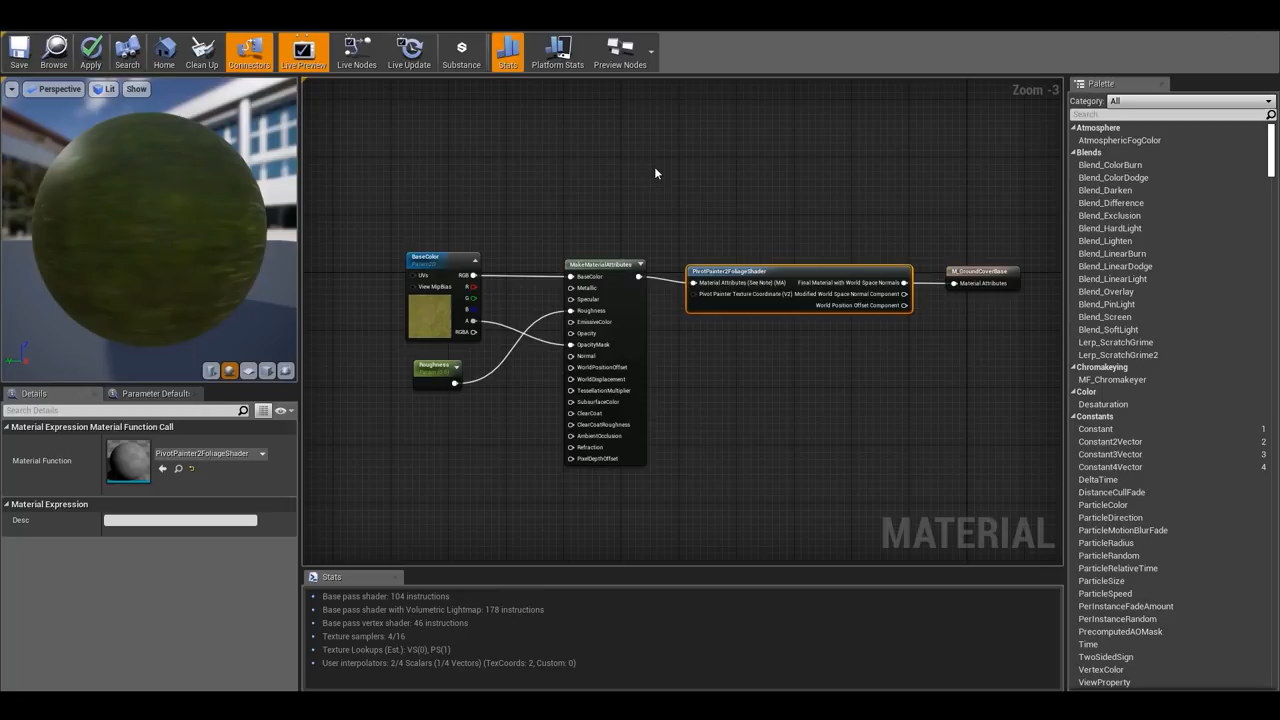 Save
Browse
Apply
Search
Home
Clean Up
Connectors
Live Preview
Live Nodes
Live Update
Substance
Stats
Platform Stats
Preview Nodes
Perspective
Lit
Show
Zoom -3
BaseColor
UVs
RGB
View MipBias
R
G
B
A
RGBA
Roughness
MakeMaterialAttributes
BaseColor
Metallic
Specular
Roughness
EmissiveColor
Opacity
OpacityMask
Normal
WorldPositionOffset
WorldDisplacement
TessellationMultiplier
SubsurfaceColor
ClearCoat
ClearCoatRoughness
AmbientOcclusion
Refraction
PixelDepthOffset
PivotPainter2FoliageShader
Material Attributes (See Note) (MA)
Final Material with World Space Normals
Pivot Painter Texture Coordinate (V2)
Modified World Space Normal Component
World Position Offset Component
M_GroundCoverBase
Material Attributes
MATERIAL
Details
Parameter Default
Search Details
Material Expression Material Function Call
Material Function
PivotPainter2FoliageShader
Material Expression
Desc
Stats
Base pass shader: 104 instructions
Base pass shader with Volumetric Lightmap: 178 instructions
Base pass vertex shader: 46 instructions
Texture samplers: 4/16
Texture Lookups (Est.): VS(0), PS(1)
User interpolators: 2/4 Scalars (1/4 Vectors) (TexCoords: 2, Custom: 0)
Palette
Category: All
Search
Atmosphere
AtmosphericFogColor
Blends
Blend_ColorBurn
Blend_ColorDodge
Blend_Darken
Blend_Difference
Blend_Exclusion
Blend_HardLight
Blend_Lighten
Blend_LinearBurn
Blend_LinearDodge
Blend_LinearLight
Blend_Overlay
Blend_PinLight
Blend_Screen
Blend_SoftLight
Lerp_ScratchGrime
Lerp_ScratchGrime2
Chromakeying
MF_Chromakeyer
Color
Desaturation
Constants
Constant 1
Constant2Vector 2
Constant3Vector 3
Constant4Vector 4
DeltaTime
DistanceCullFade
ParticleColor
ParticleDirection
ParticleMotionBlurFade
ParticleRadius
ParticleRandom
ParticleRelativeTime
ParticleSize
ParticleSpeed
PerInstanceFadeAmount
PerInstanceRandom
PrecomputedAOMask
Time
TwoSidedSign
VertexColor
ViewProperty